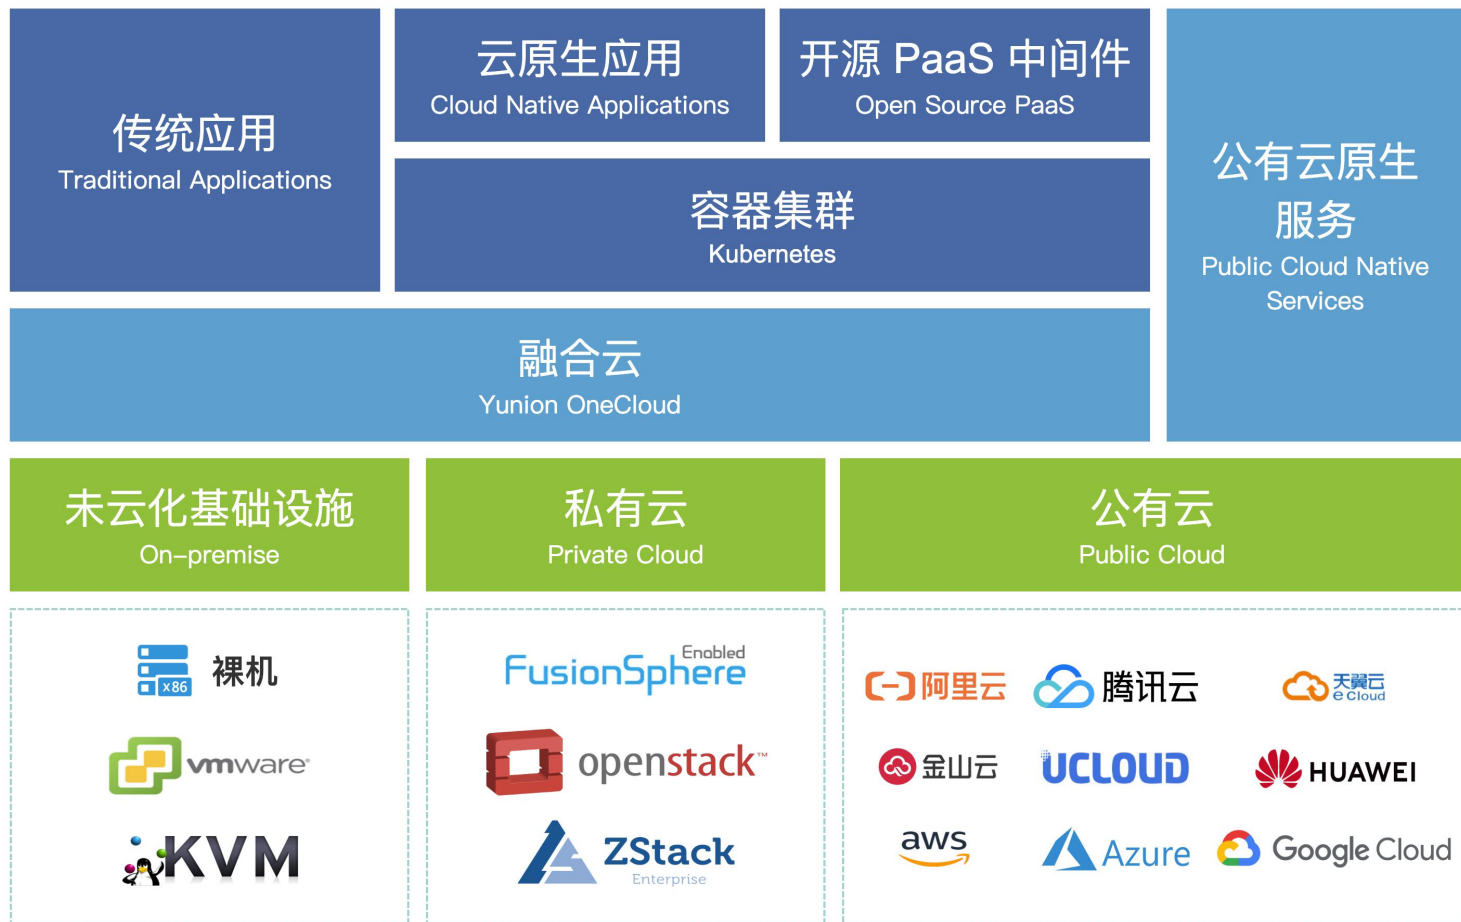 传统应用
Traditional Applications
云原生应用
Cloud Native Applications
开源 PaaS 中间件
Open Source PaaS
容器集群
Kubernetes
公有云原生
服务
Public Cloud Native
Services
融合云
Yunion OneCloud
未云化基础设施
On-premise
私有云
Private Cloud
公有云
Public Cloud
x86
裸机
vmware®
KVM
Enabled
FusionSphere
openstack™
ZStack
Enterprise
阿里云
腾讯云
天翼云
e Cloud
金山云
UCLOUD
HUAWEI
aws
Azure
Google Cloud